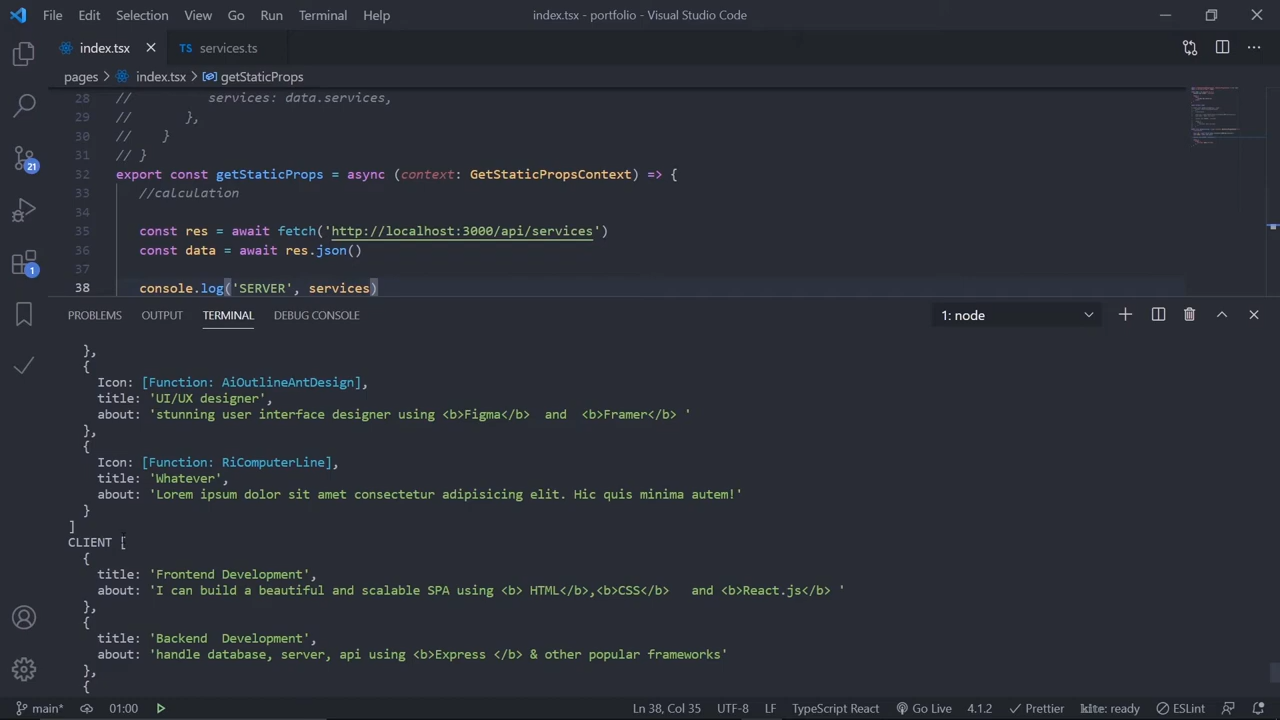 File Edit Selection View Go Run Terminal Help index.tsx - portfolio - Visual Studio Code
index.tsx TS services.ts
pages > index.tsx > getStaticProps
28 // services: data.services,
29 // },
30 // }
31 // }
32 export const getStaticProps = async (context: GetStaticPropsContext) => {
33 //calculation
34
35 const res = await fetch('http://localhost:3000/api/services')
36 const data = await res.json()
37
38 console.log('SERVER', services)
PROBLEMS OUTPUT TERMINAL DEBUG CONSOLE 1: node
},
{
Icon: [Function: AiOutlineAntDesign],
title: 'UI/UX designer',
about: 'stunning user interface designer using <b>Figma</b>  and  <b>Framer</b> '
},
{
Icon: [Function: RiComputerLine],
title: 'Whatever',
about: 'Lorem ipsum dolor sit amet consectetur adipisicing elit. Hic quis minima autem!'
}
]
CLIENT [
{
title: 'Frontend Development',
about: 'I can build a beautiful and scalable SPA using <b> HTML</b>,<b>CSS</b>   and <b>React.js</b> '
},
{
title: 'Backend  Development',
about: 'handle database, server, api using <b>Express </b> & other popular frameworks'
},
{
21
1
main* 01:00 Ln 38, Col 35 UTF-8 LF TypeScript React Go Live 4.1.2 Prettier kite: ready ESLint